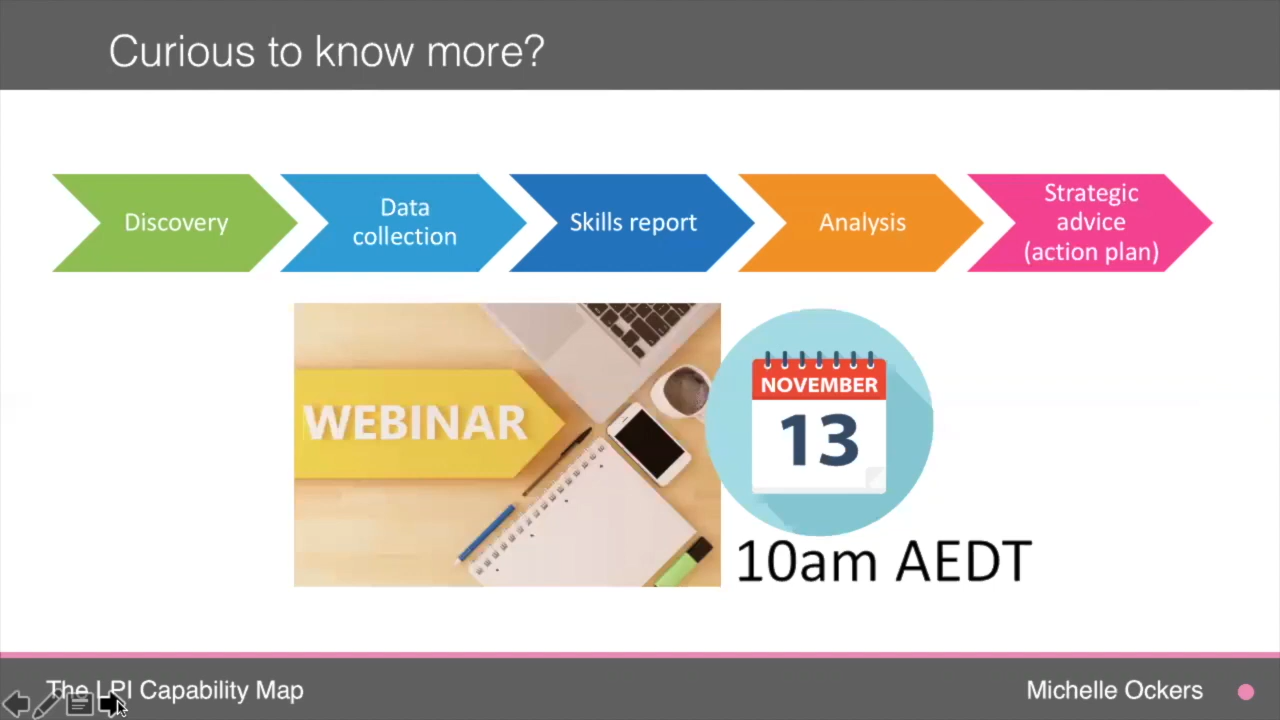 Curious to know more?
Discovery
Data
collection
Skills report
Analysis
Strategic
advice
(action plan)
WEBINAR
NOVEMBER
13
10am AEDT
The LPI Capability Map
Michelle Ockers